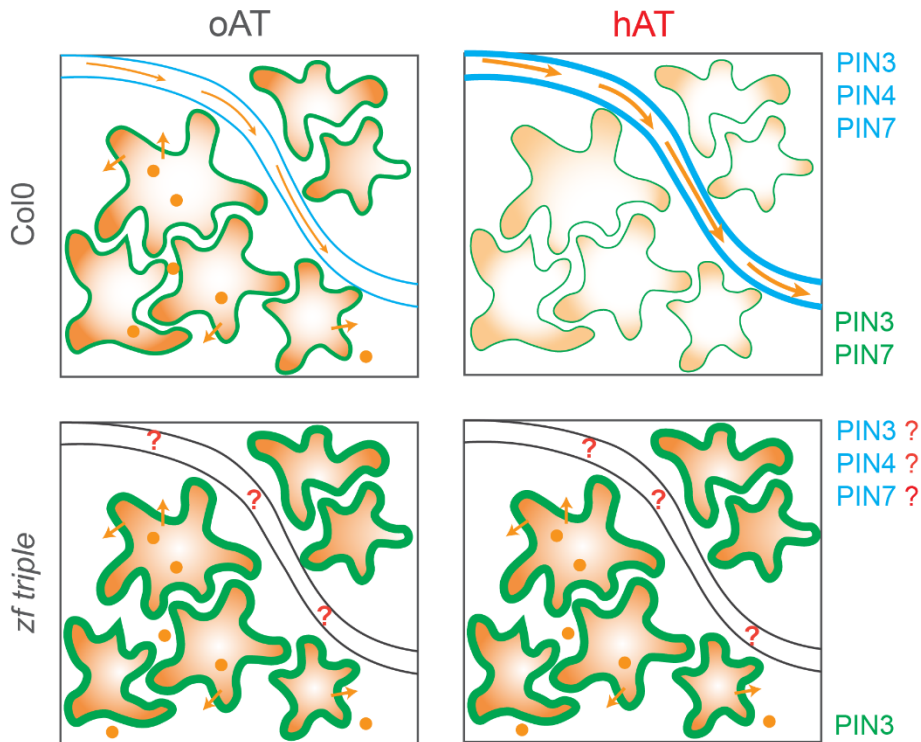 oAT
hAT
Col0
PIN3
PIN4
PIN7
PIN3
PIN7
zf triple
?
?
?
?
?
?
PIN3 ?
PIN4 ?
PIN7 ?
PIN3